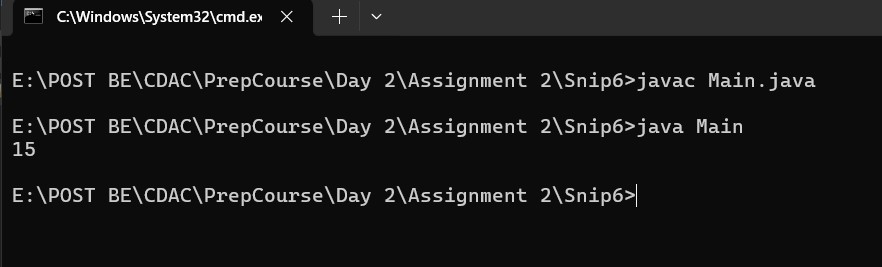 C:\Windows\System32\cmd.e
E:\POST BE\CDAC\PrepCourse\Day 2\Assignment 2\Snip6>javac Main.java
E:\POST BE\CDAC\PrepCourse\Day 2\Assignment 2\Snip6>java Main
15
E:\POST BE\CDAC\PrepCourse\Day 2\Assignment 2\Snip6>